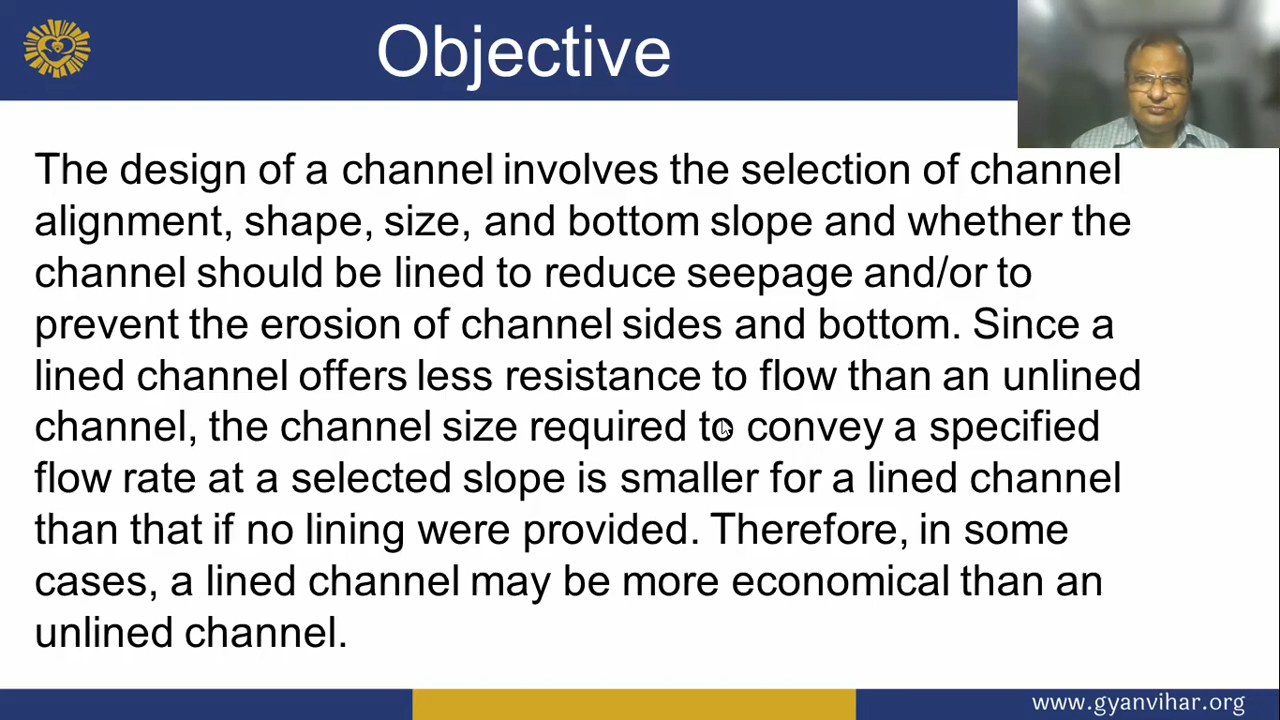 Objective
The design of a channel involves the selection of channel
alignment, shape, size, and bottom slope and whether the
channel should be lined to reduce seepage and/or to
prevent the erosion of channel sides and bottom. Since a
lined channel offers less resistance to flow than an unlined
channel, the channel size required to convey a specified
flow rate at a selected slope is smaller for a lined channel
than that if no lining were provided. Therefore, in some
cases, a lined channel may be more economical than an
unlined channel.
www.gyanvihar.org